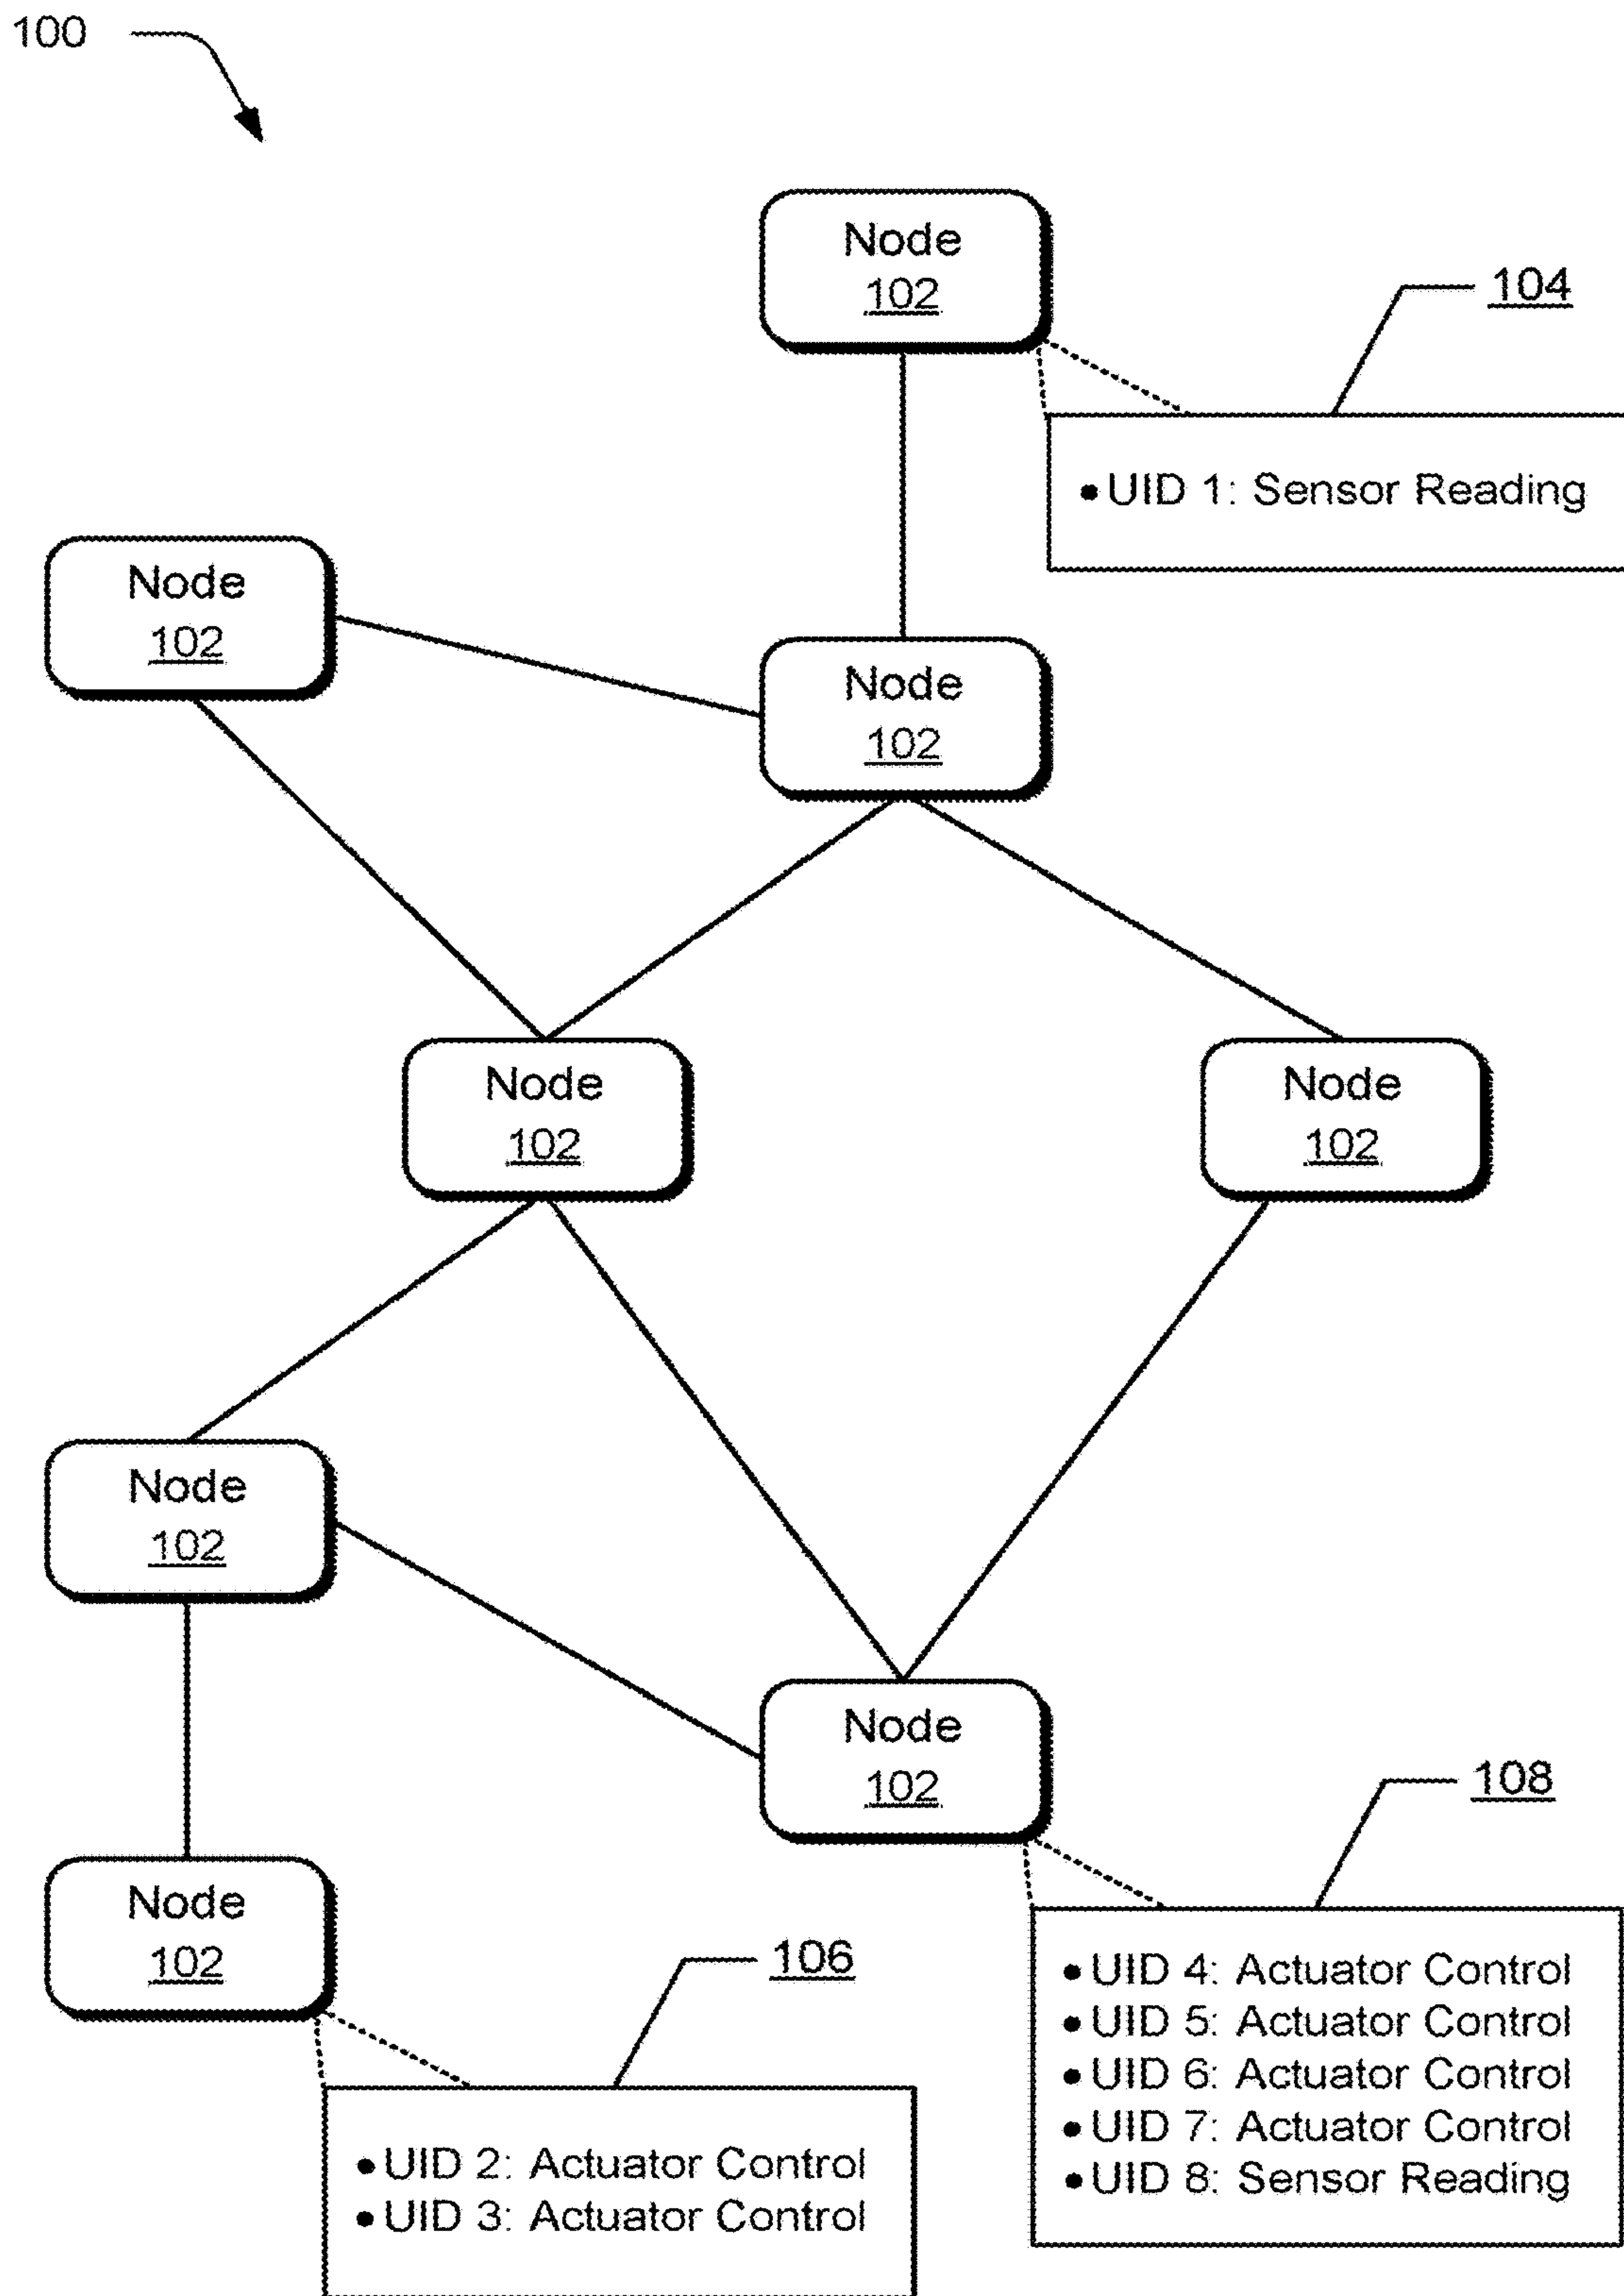 100
Node
102
104
• UID 1: Sensor Reading
Node
102
Node
102
Node
102
Node
102
Node
102
Node
102
108
Node
102
106
• UID 4: Actuator Control
• UID 5: Actuator Control
• UID 6: Actuator Control
• UID 7: Actuator Control
• UID 8: Sensor Reading
• UID 2: Actuator Control
• UID 3: Actuator Control